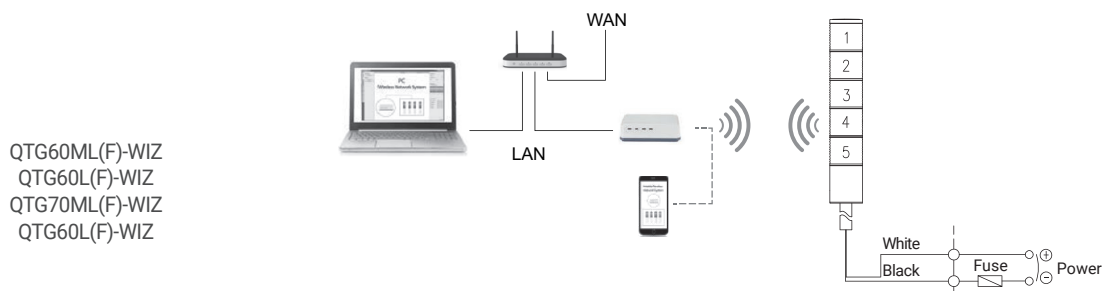 QTG60ML(F)-WIZ
QTG60L(F)-WIZ
QTG70ML(F)-WIZ
QTG60L(F)-WIZ
WAN
LAN
PC
1
2
3
4
5
White
Black
Fuse
⊕
⊖
Power